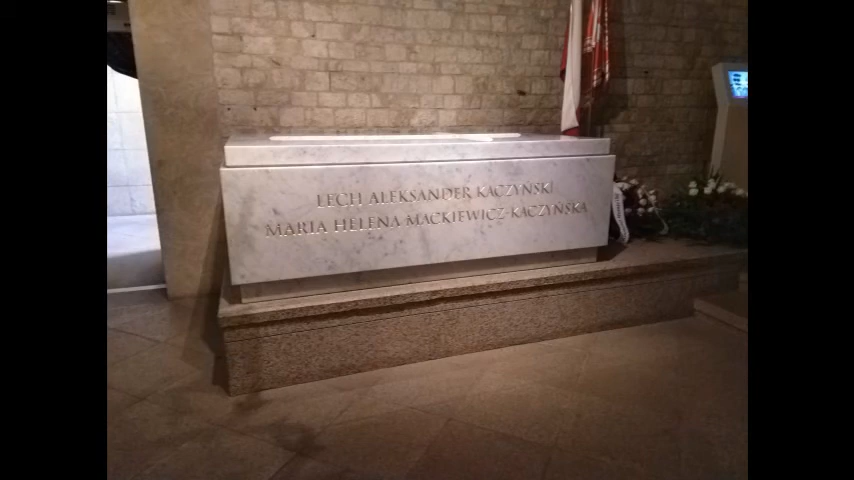 LECH ALEKSANDER KACZYŃSKI
MARIA HELENA MACKIEWICZ-KACZYŃSKA